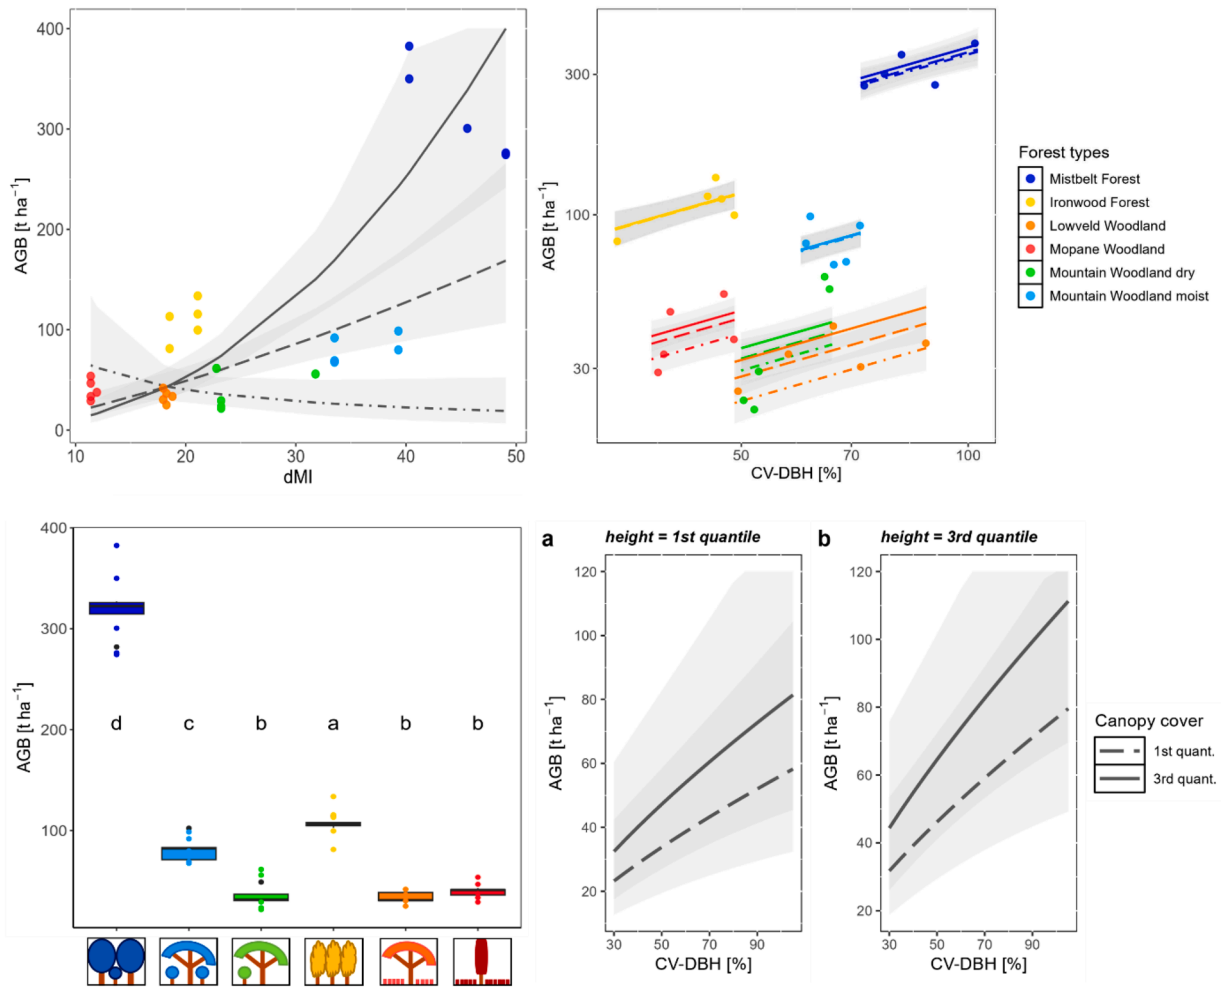 400
300
200
100
0
AGB [t ha⁻¹]
10 20 30 40 50
dMI
300
100
30
AGB [t ha⁻¹]
50 70 100
CV-DBH [%]
Forest types
Mistbelt Forest
Ironwood Forest
Lowveld Woodland
Mopane Woodland
Mountain Woodland dry
Mountain Woodland moist
400
300
200
100
AGB [t ha⁻¹]
d c b a b b
a height = 1st quantile
120
100
80
60
40
20
AGB [t ha⁻¹]
30 50 70 90
CV-DBH [%]
b height = 3rd quantile
120
100
80
60
40
20
AGB [t ha⁻¹]
30 50 70 90
CV-DBH [%]
Canopy cover
1st quant.
3rd quant.